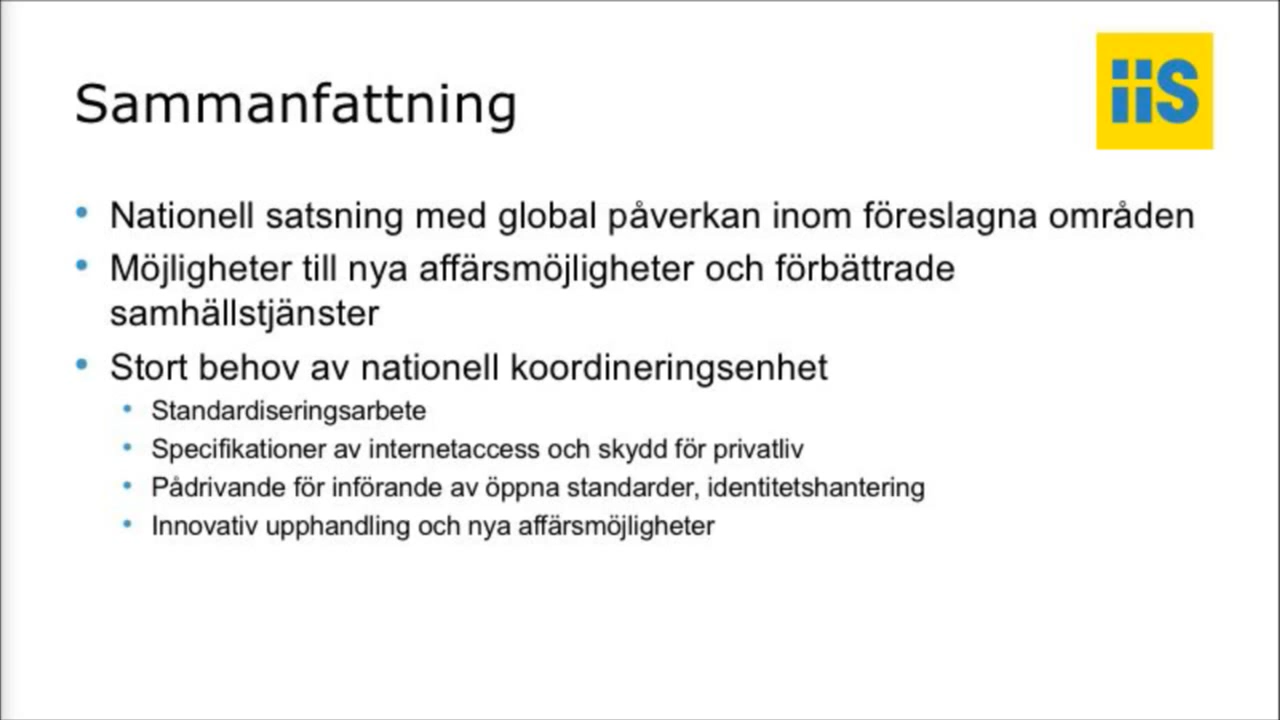 Sammanfattning
iis
• Nationell satsning med global påverkan inom föreslagna områden
• Möjligheter till nya affärsmöjligheter och förbättrade
samhällstjänster
• Stort behov av nationell koordineringsenhet
• Standardiseringsarbete
• Specifikationer av internetaccess och skydd för privatliv
• Pådrivande för införande av öppna standarder, identitetshantering
• Innovativ upphandling och nya affärsmöjligheter